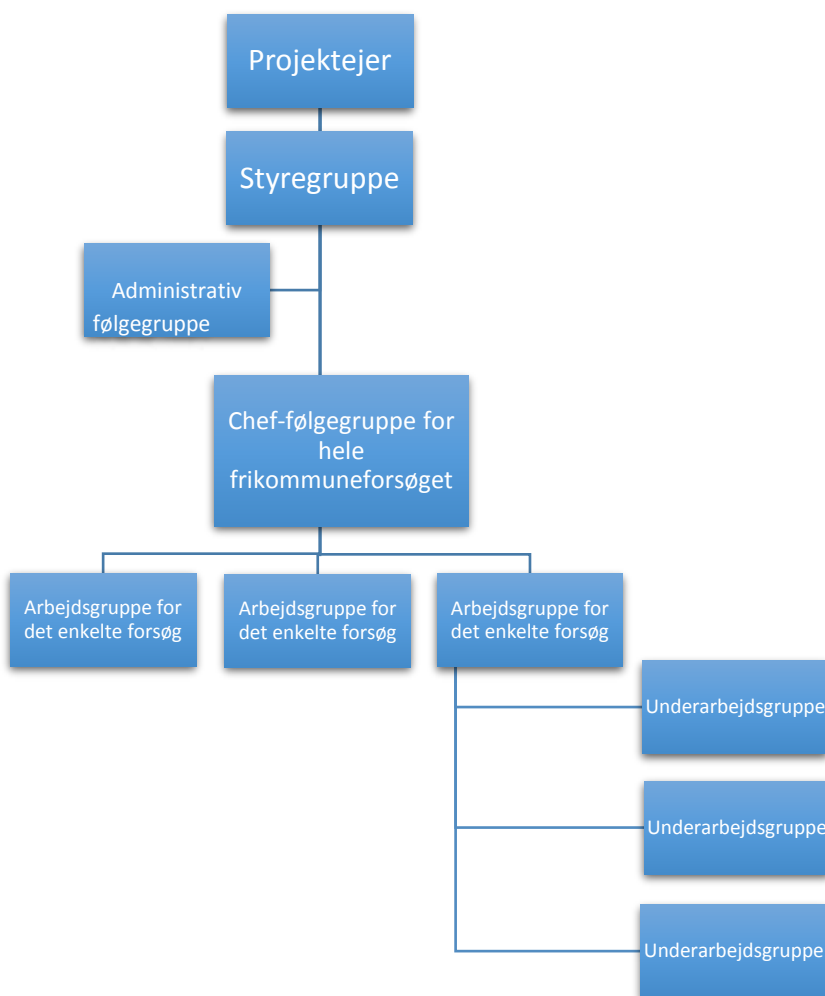 Projektejer
Styregruppe
Administrativ
følgegruppe
Chef-følgegruppe for
hele
frikommuneforsøget
Arbejdsgruppe for
det enkelte forsøg
Arbejdsgruppe for
det enkelte forsøg
Arbejdsgruppe for
det enkelte forsøg
Underarbejdsgruppe
Underarbejdsgruppe
Underarbejdsgruppe